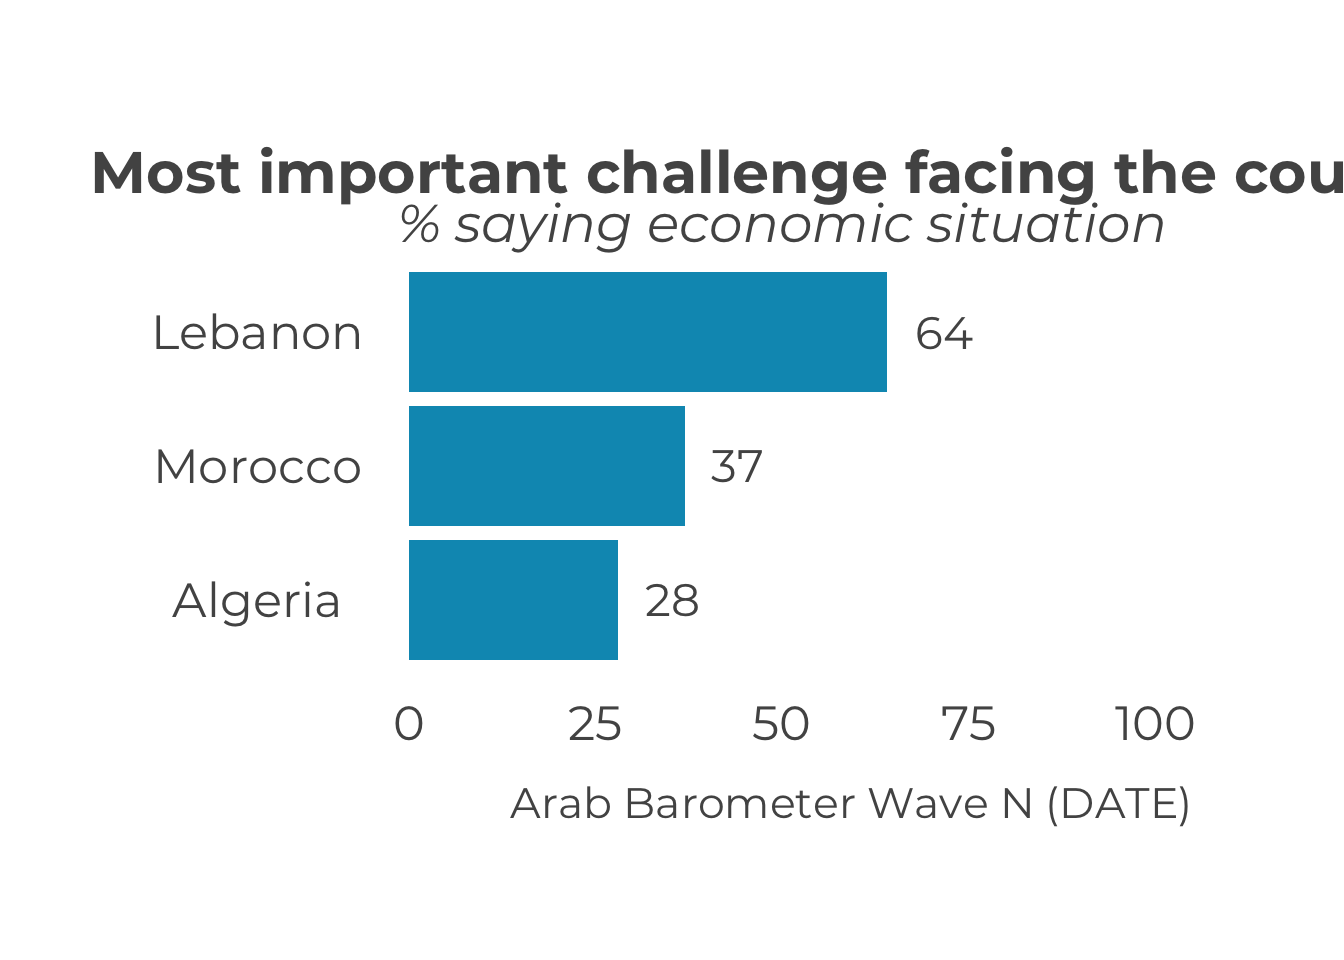 Most important challenge facing the cou
% saying economic situation
Lebanon 64
Morocco 37
Algeria 28
0 25 50 75 100
Arab Barometer Wave N (DATE)